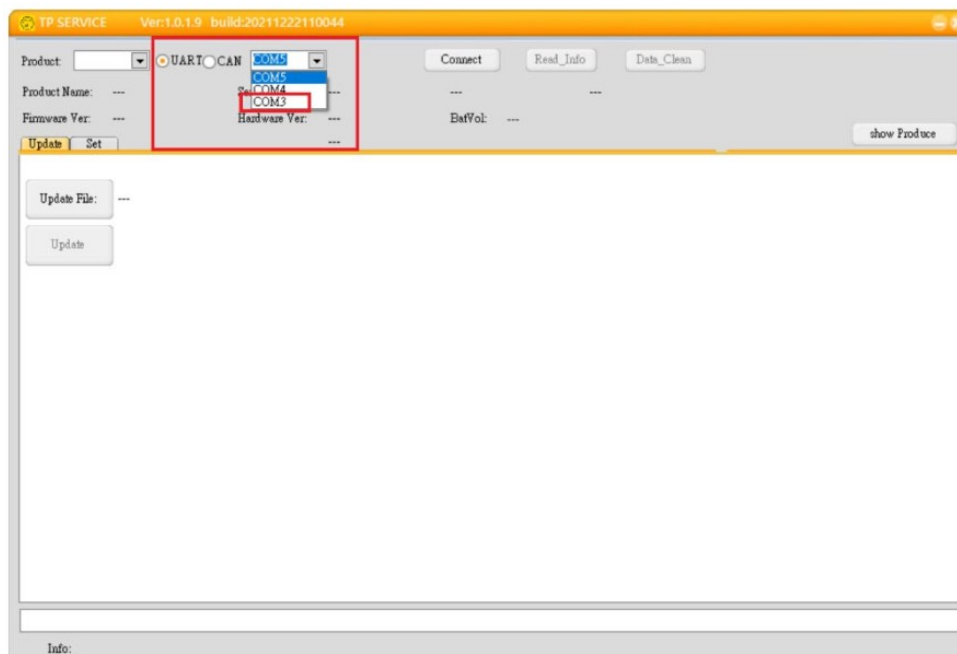 TP SERVICE Ver:1.0.1.9 build:20211222110044
Product: UART CAN COM5 Connect Read_Info Data_Clean
COM5
COM4
COM3
Product Name: --- --- --- ---
Firmware Ver: --- Hardware Ver: --- BatVol: ---
show Produce
Update Set ---
Update File: ---
Update
Info: